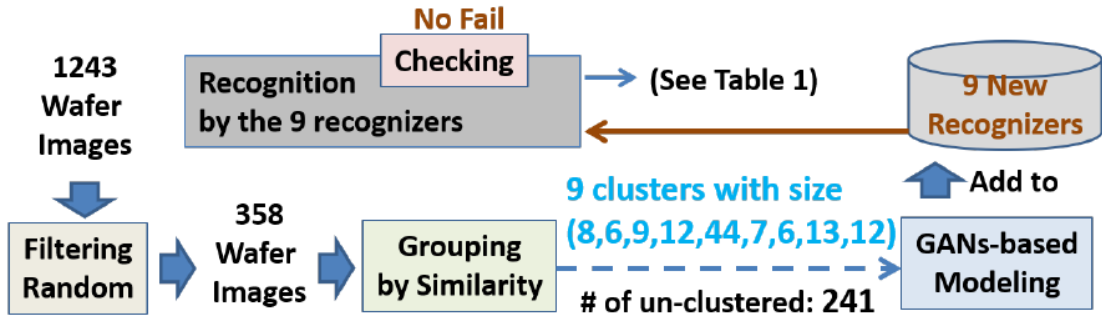 No Fail
Checking
1243
Wafer
Images
Recognition
by the 9 recognizers
(See Table 1)
9 New
Recognizers
Add to
9 clusters with size
(8,6,9,12,44,7,6,13,12)
Filtering
Random
358
Wafer
Images
Grouping
by Similarity
# of un-clustered: 241
GANs-based
Modeling